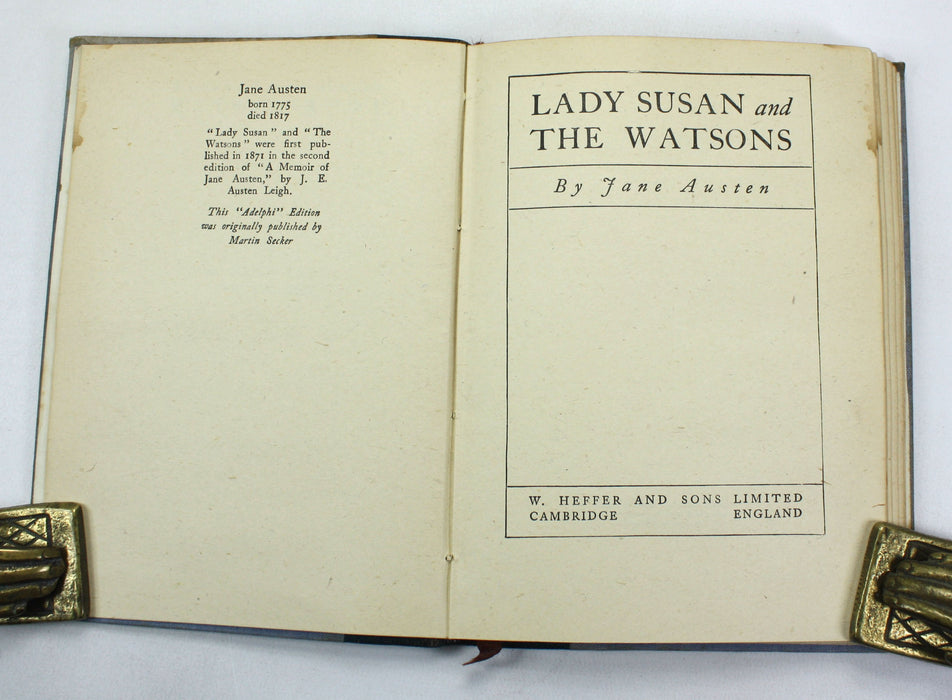 Jane Austen
born 1775
died 1817
"Lady Susan" and "The
Watsons" were first pub-
lished in 1871 in the second
edition of "A Memoir of
Jane Austen," by J. E.
Austen Leigh.
This "Adelphi" Edition
was originally published by
Martin Secker
LADY SUSAN and
THE WATSONS
By Jane Austen
W. HEFFER AND SONS LIMITED
CAMBRIDGE ENGLAND